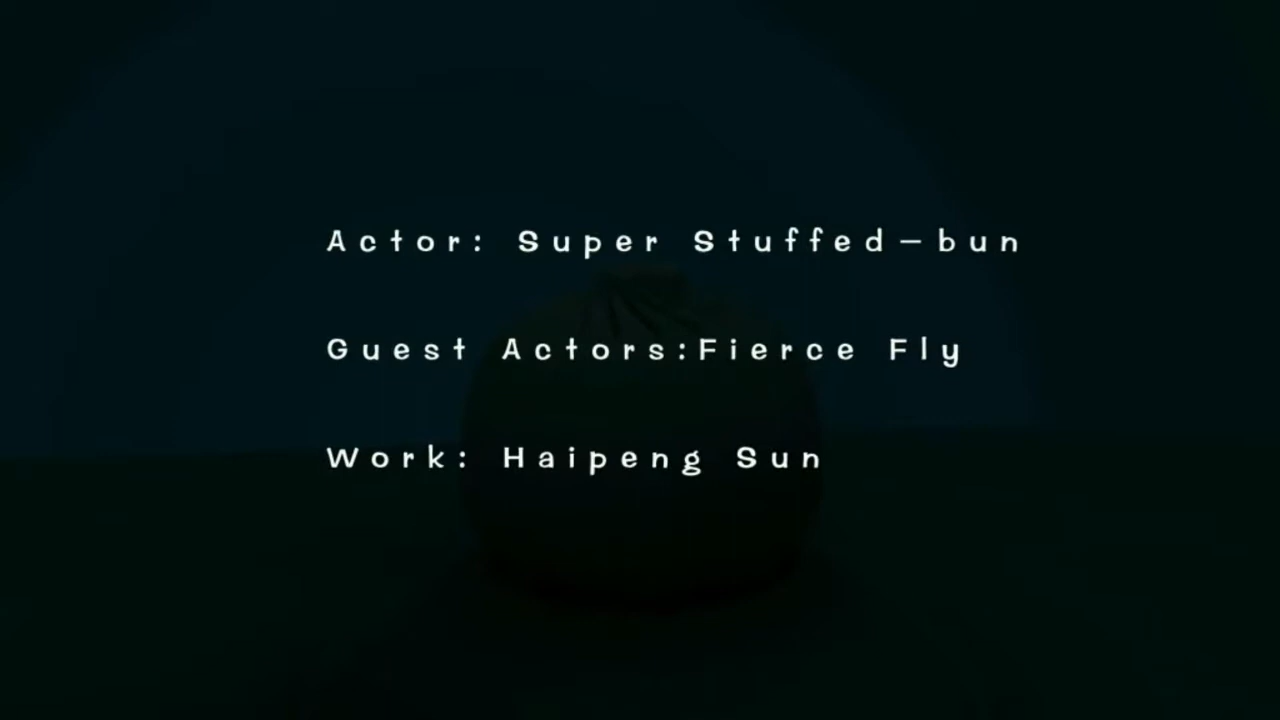 Actor: Super Stuffed-bun
Guest Actors:Fierce Fly
Work: Haipeng Sun